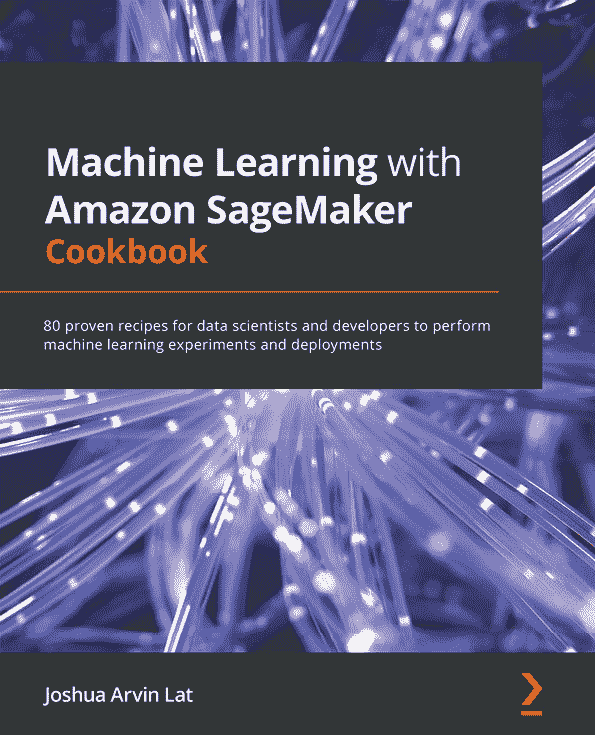 Machine Learning with
Amazon SageMaker
Cookbook
80 proven recipes for data scientists and developers to perform
machine learning experiments and deployments
Joshua Arvin Lat